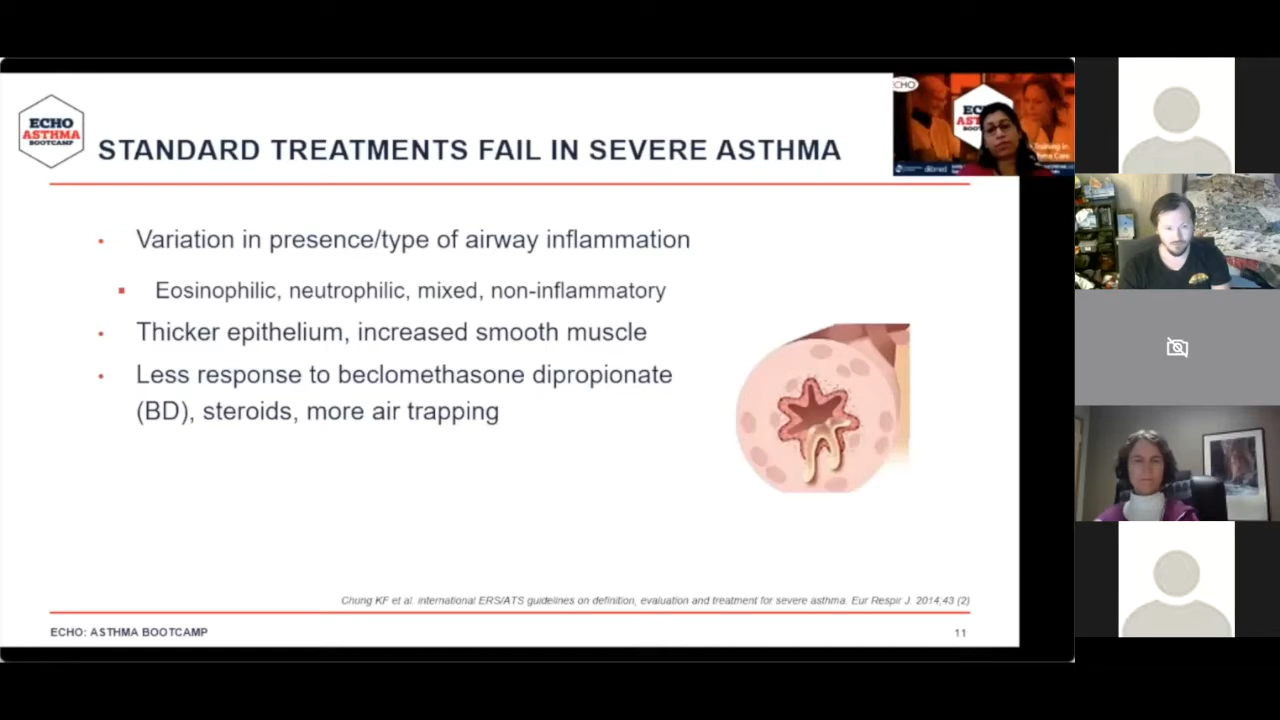 ECHO
ASTHMA
BOOTCAMP
STANDARD TREATMENTS FAIL IN SEVERE ASTHMA
• Variation in presence/type of airway inflammation
▪ Eosinophilic, neutrophilic, mixed, non-inflammatory
• Thicker epithelium, increased smooth muscle
• Less response to beclomethasone dipropionate
(BD), steroids, more air trapping
Chung KF et al. international ERS/ATS guidelines on definition, evaluation and treatment for severe asthma. Eur Respir J. 2014;43 (2)
ECHO: ASTHMA BOOTCAMP
11
CHO
ECHO